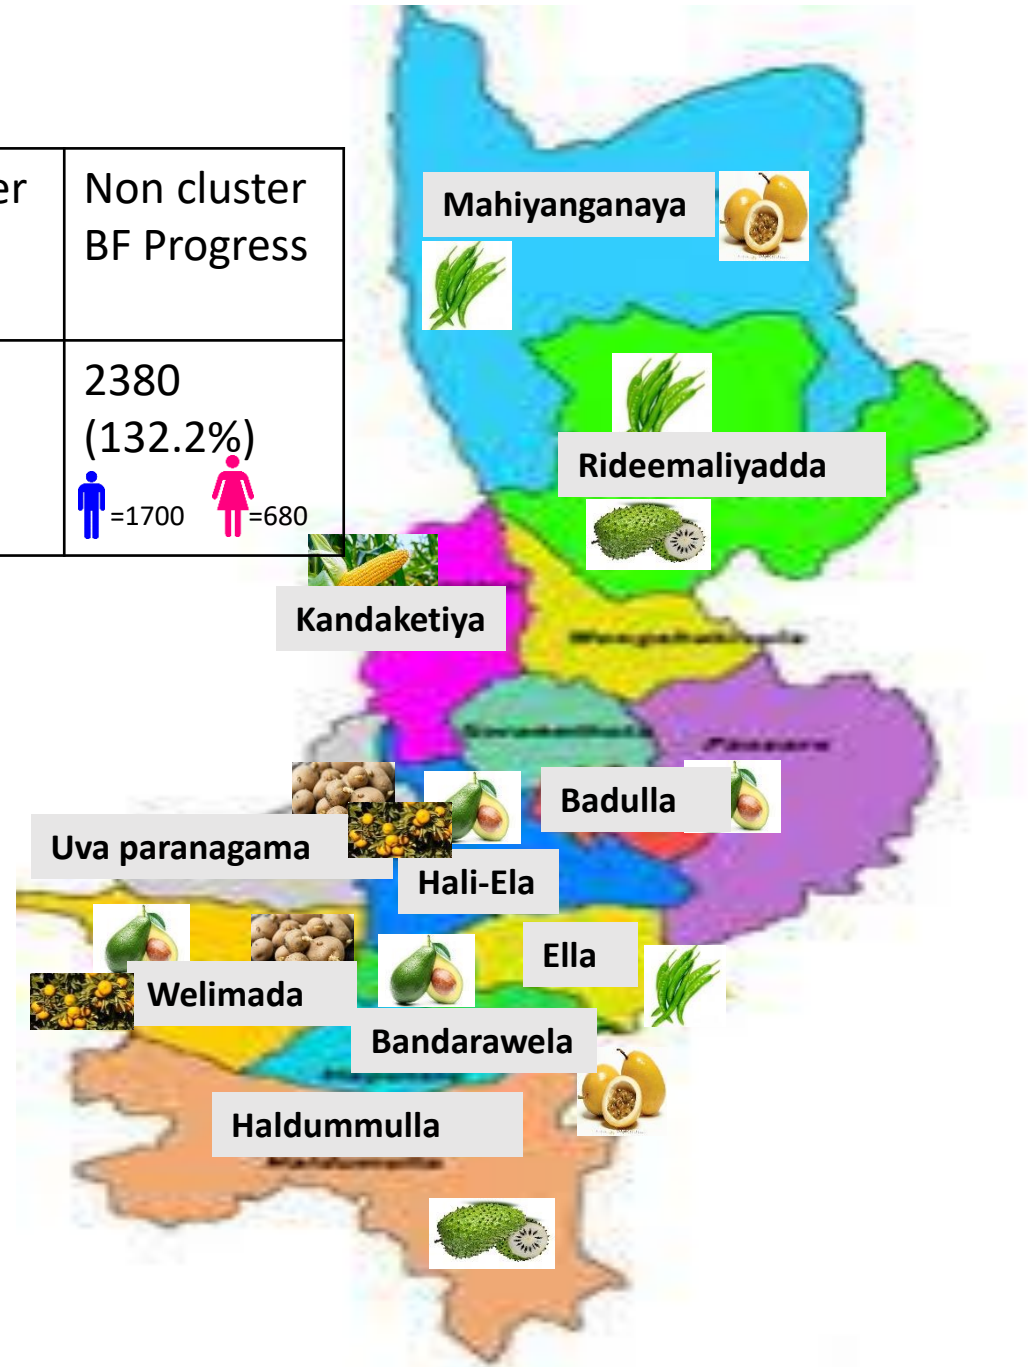 er
Non cluster
BF Progress
2380
(132.2%)
=1700
=680
Mahiyanganaya
Rideemaliyadda
Kandaketiya
Badulla
Uva paranagama
Hali-Ela
Ella
Welimada
Bandarawela
Haldummulla